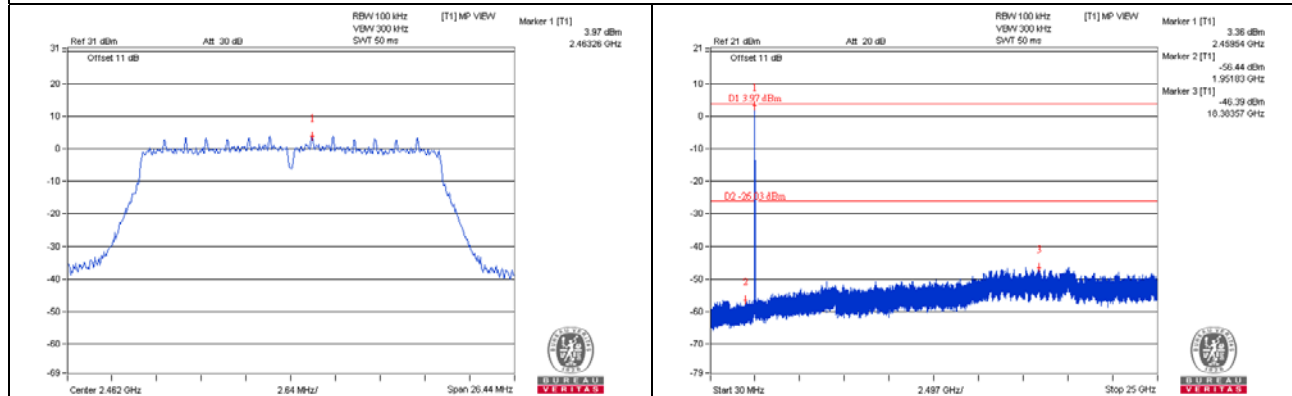 RBW 100 kHz
VBW 300 kHz
SWT 50 ms
[T1] MP VIEW
Marker 1 [T1]
3.97 dBm
2.46326 GHz
Ref 31 dBm
Att 30 dB
Offset 11 dB
31
20
10
0
-10
-20
-30
-40
-50
-60
-69
1
Center 2.462 GHz
2.64 MHz/
Span 26.44 MHz
BUREAU VERITAS
1828
BUREAU
VERITAS
RBW 100 kHz
VBW 300 kHz
SWT 50 ms
[T1] MP VIEW
Marker 1 [T1]
3.36 dBm
2.45954 GHz
Marker 2 [T1]
-56.44 dBm
1.95183 GHz
Marker 3 [T1]
-46.39 dBm
18.38357 GHz
Ref 21 dBm
Att 20 dB
Offset 11 dB
21
10
0
-10
-20
-30
-40
-50
-60
-70
-79
1
D1 3.97 dBm
D2 -26.03 dBm
3
2
Start 30 MHz
2.497 GHz/
Stop 25 GHz
BUREAU VERITAS
1828
BUREAU
VERITAS